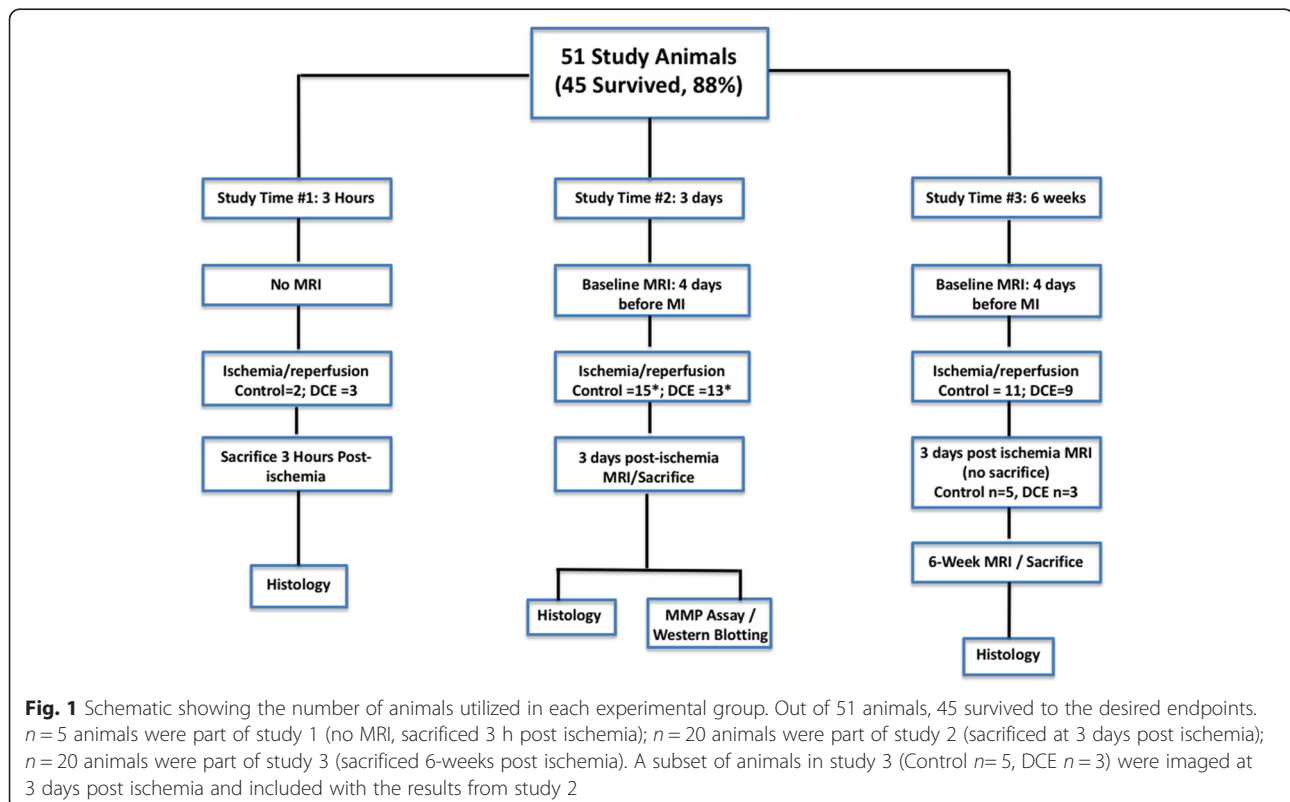 51 Study Animals
(45 Survived, 88%)
Study Time #1: 3 Hours
No MRI
Ischemia/reperfusion
Control=2; DCE =3
Sacrifice 3 Hours Post-
ischemia
Histology
Study Time #2: 3 days
Baseline MRI: 4 days
before MI
Ischemia/reperfusion
Control =15*; DCE =13*
3 days post-ischemia
MRI/Sacrifice
Histology
MMP Assay /
Western Blotting
Study Time #3: 6 weeks
Baseline MRI: 4 days
before MI
Ischemia/reperfusion
Control = 11; DCE=9
3 days post ischemia MRI
(no sacrifice)
Control n=5, DCE n=3
6-Week MRI / Sacrifice
Histology
Fig. 1 Schematic showing the number of animals utilized in each experimental group. Out of 51 animals, 45 survived to the desired endpoints.
n = 5 animals were part of study 1 (no MRI, sacrificed 3 h post ischemia); n = 20 animals were part of study 2 (sacrificed at 3 days post ischemia);
n = 20 animals were part of study 3 (sacrificed 6-weeks post ischemia). A subset of animals in study 3 (Control n= 5, DCE n = 3) were imaged at
3 days post ischemia and included with the results from study 2